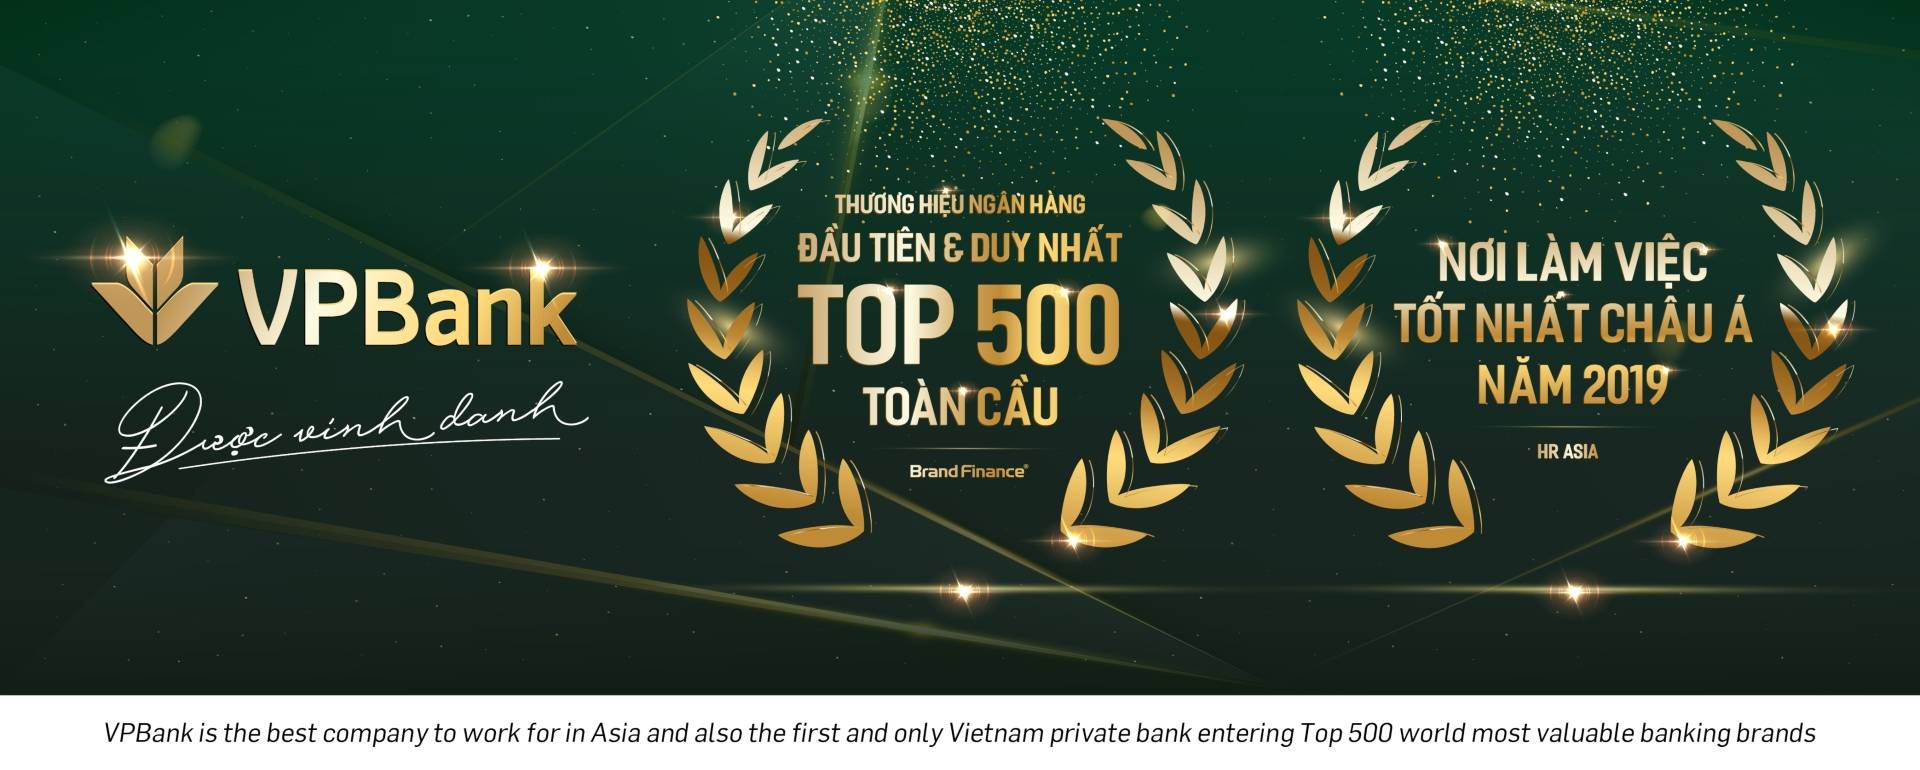 VPBank
Được vinh danh
THƯƠNG HIỆU NGÂN HÀNG
ĐẦU TIÊN & DUY NHẤT
TOP 500
TOÀN CẦU
Brand Finance®
NƠI LÀM VIỆC
TỐT NHẤT CHÂU Á
NĂM 2019
HR ASIA
VPBank is the best company to work for in Asia and also the first and only Vietnam private bank entering Top 500 world most valuable banking brands